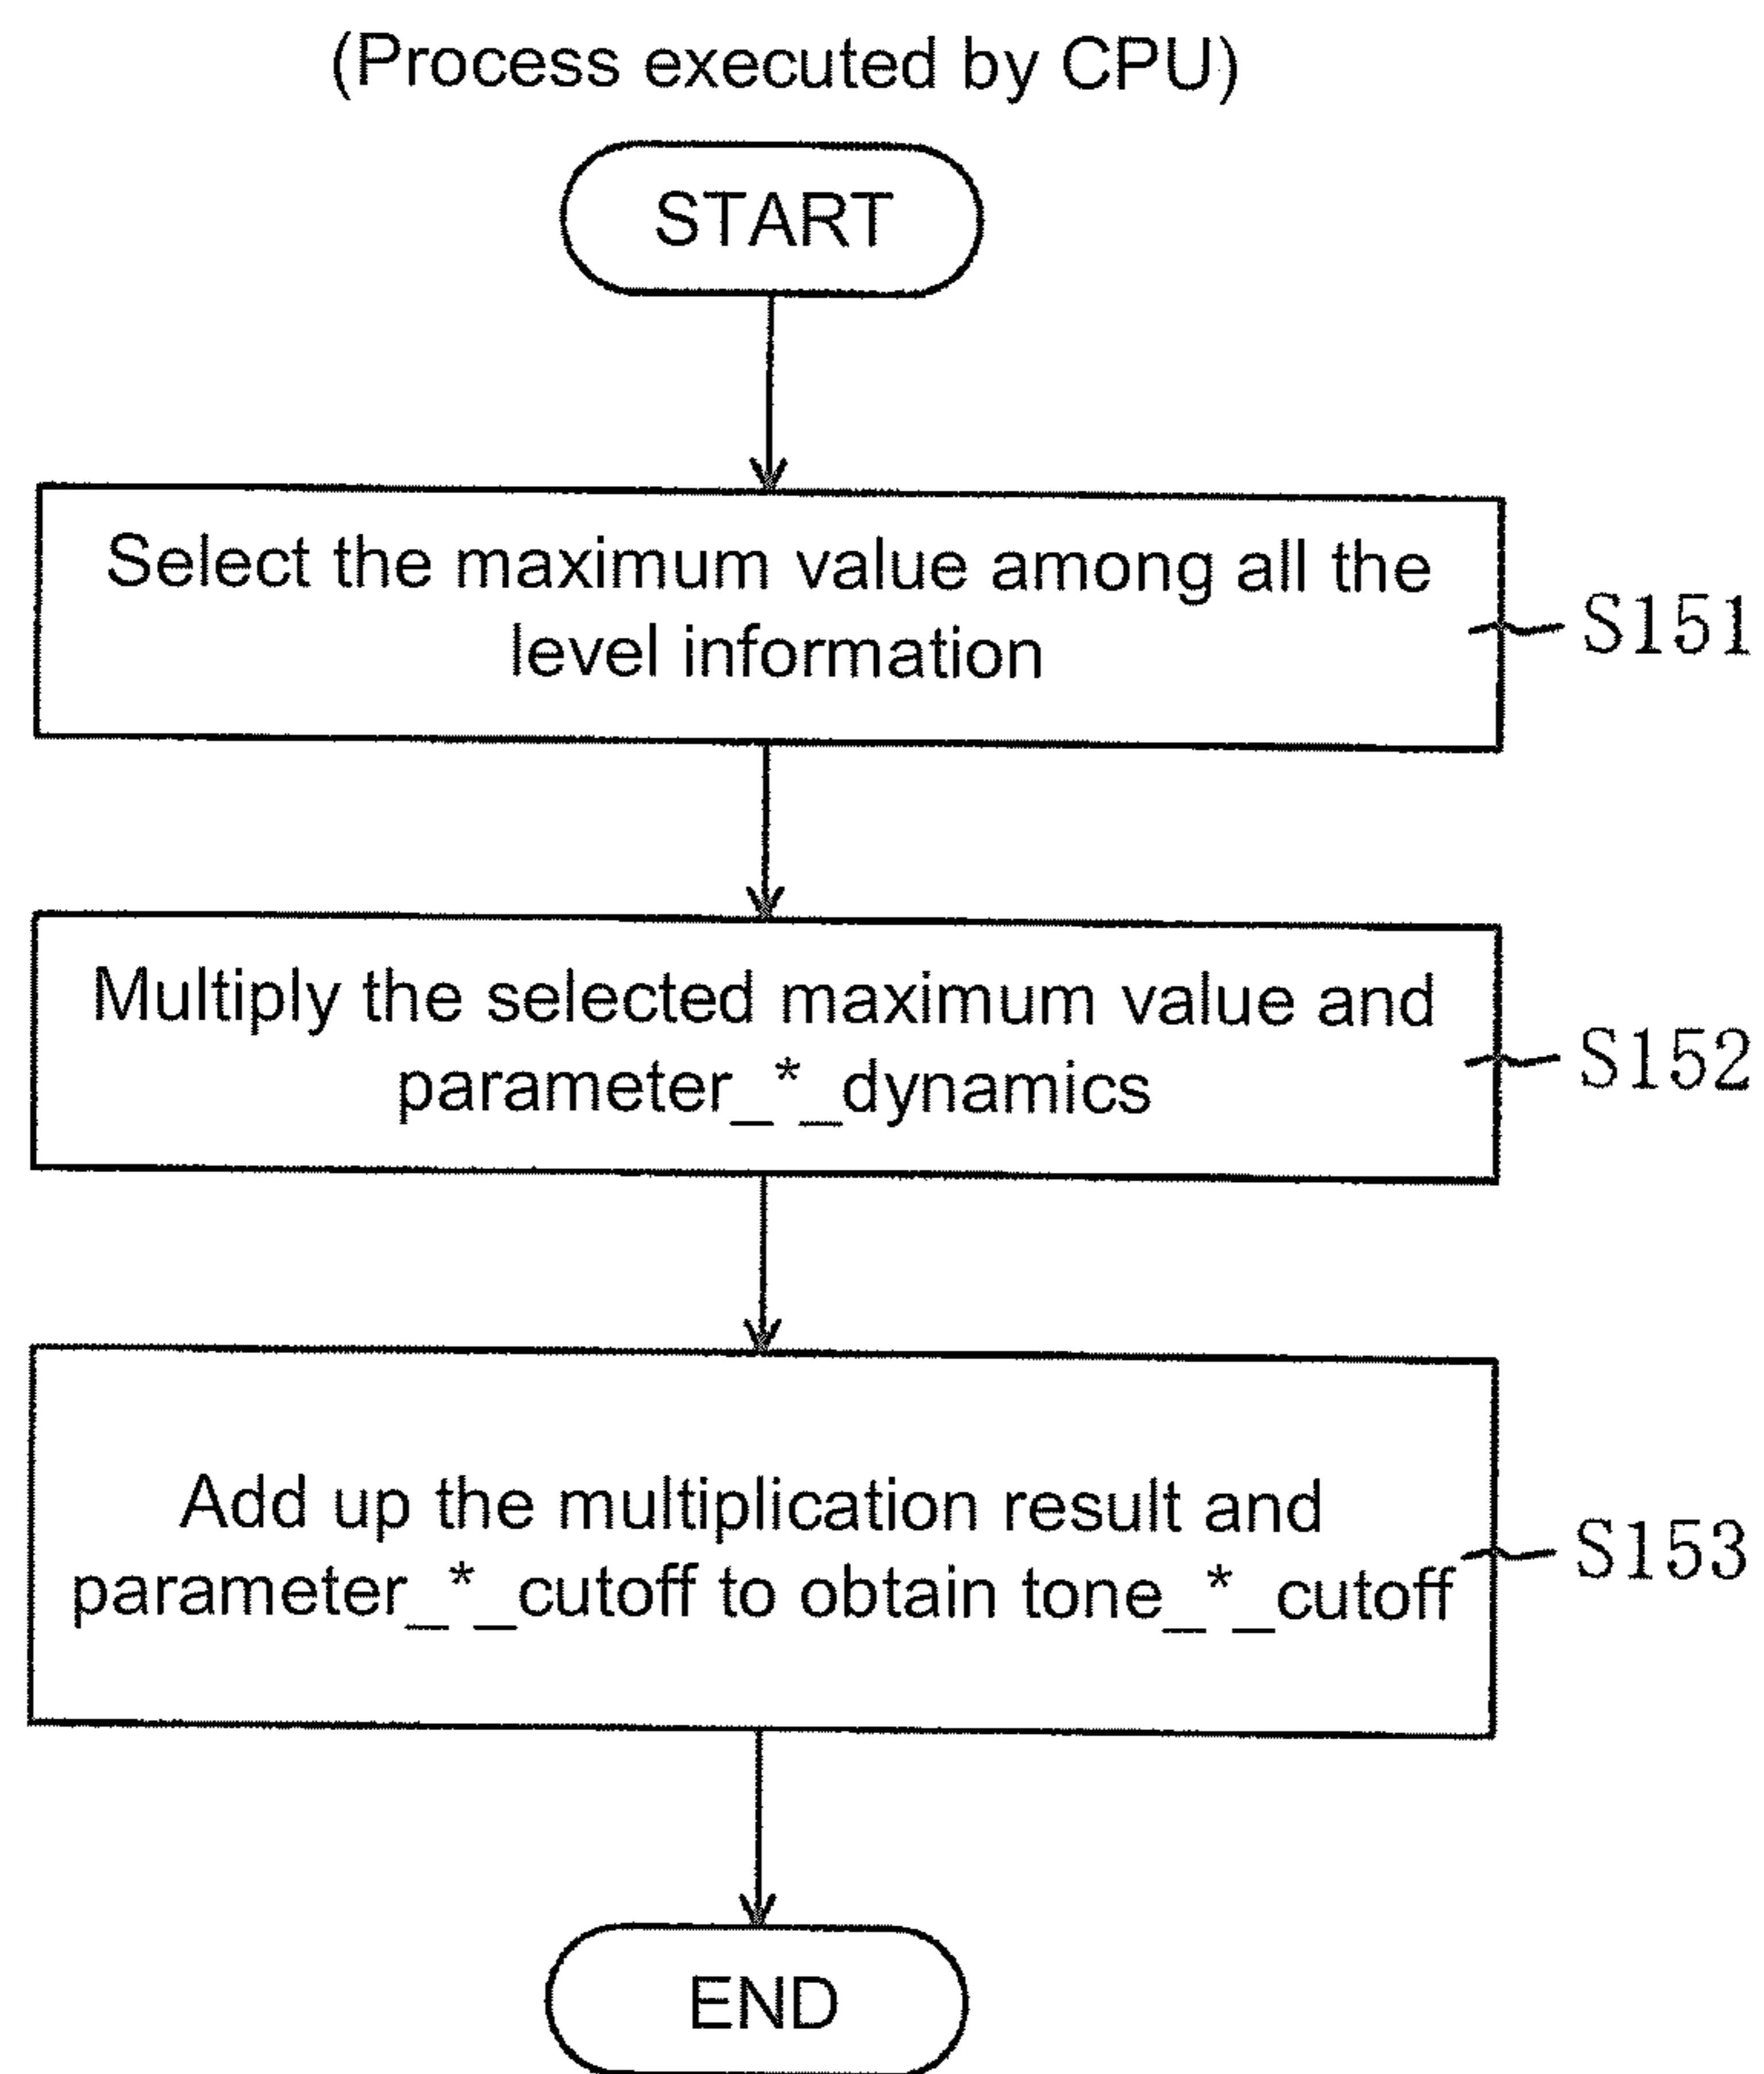 (Process executed by CPU)
START
Select the maximum value among all the
level information
S151
Multiply the selected maximum value and
parameter_*_dynamics
S152
Add up the multiplication result and
parameter_*_cutoff to obtain tone_*_cutoff
S153
END